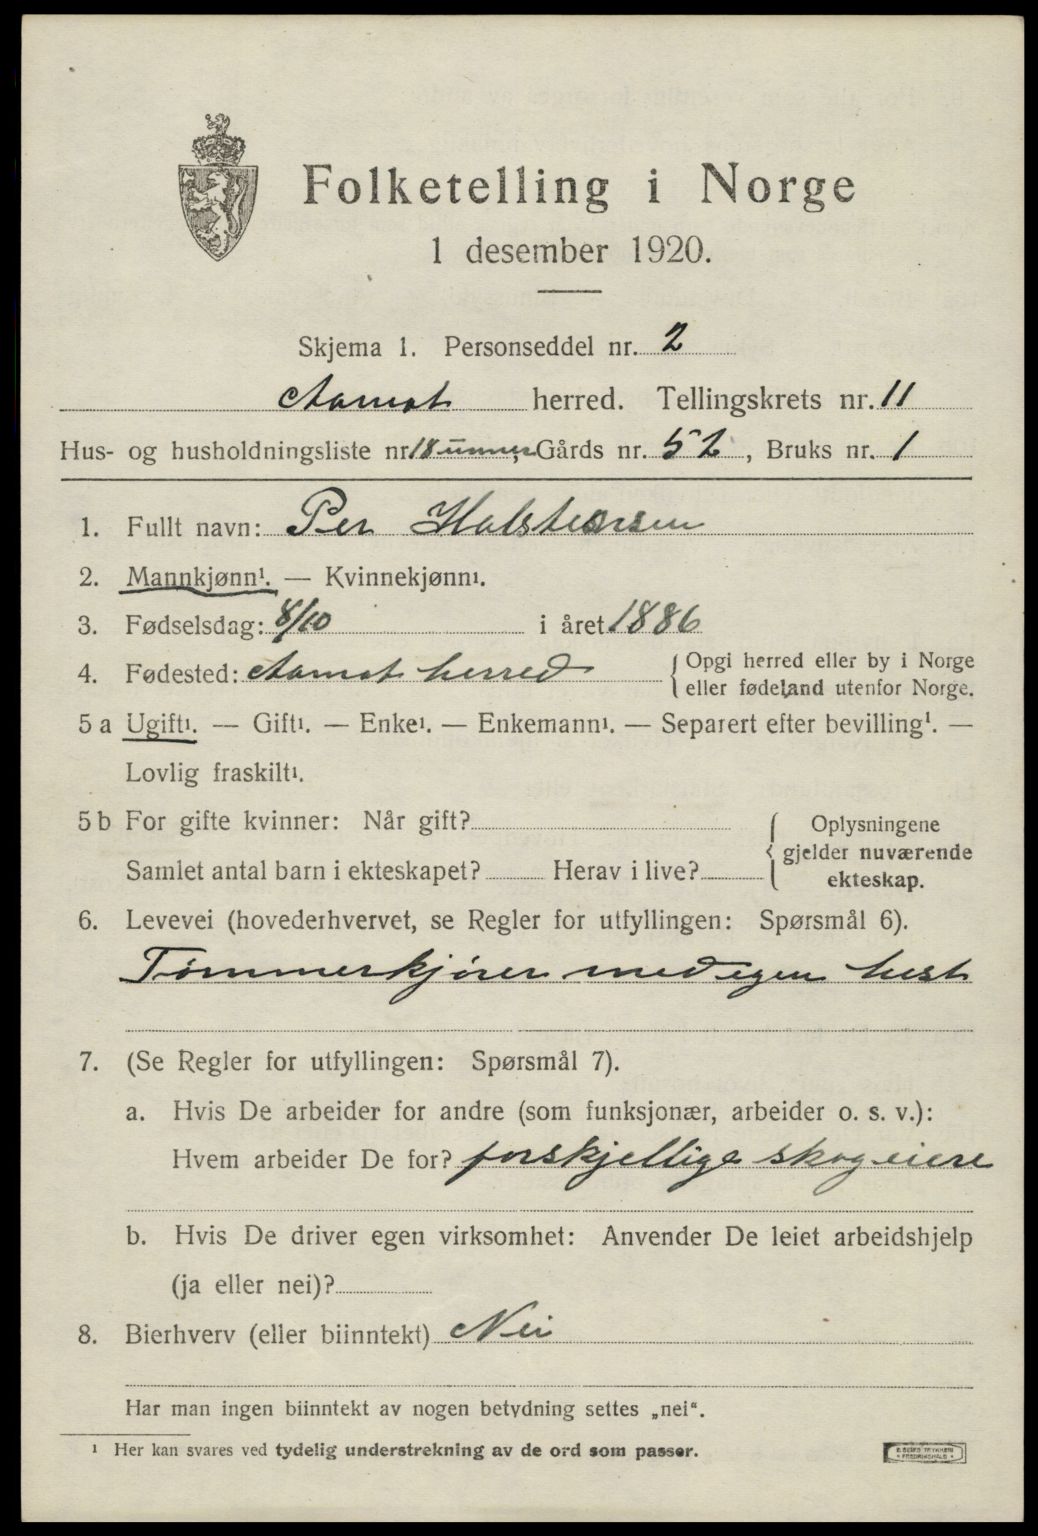 Folketelling i Norge
1 desember 1920.
Skjema 1. Personseddel nr. 2
Aamot herred. Tellingskrets nr. 11
Hus- og husholdningsliste nr. 18 Gårds nr. 52, Bruks nr. 1
1. Fullt navn: Per Halstensen
2. Mannkjønn¹. — Kvinnekjønn¹.
3. Fødselsdag: 8/10 i året 1886
4. Fødested: Aamot herred { Opgi herred eller by i Norge
eller fødeland utenfor Norge.
5 a Ugift¹. — Gift¹. — Enke¹. — Enkemann¹. — Separert efter bevilling¹. —
Lovlig fraskilt¹.
5 b For gifte kvinner: Når gift?
Samlet antal barn i ekteskapet? Herav i live?
{ Oplysningene
gjelder nuværende
ekteskap.
6. Levevei (hovederhvervet, se Regler for utfyllingen: Spørsmål 6).
Tømmerkjører med egen hest
7. (Se Regler for utfyllingen: Spørsmål 7).
a. Hvis De arbeider for andre (som funksjonær, arbeider o. s. v.):
Hvem arbeider De for? forskjellige skogeiere
b. Hvis De driver egen virksomhet: Anvender De leiet arbeidshjelp
(ja eller nei)?
8. Bierhverv (eller biinntekt) Nei
Har man ingen biinntekt av nogen betydning settes „nei“.
¹ Her kan svares ved tydelig understrekning av de ord som passer.